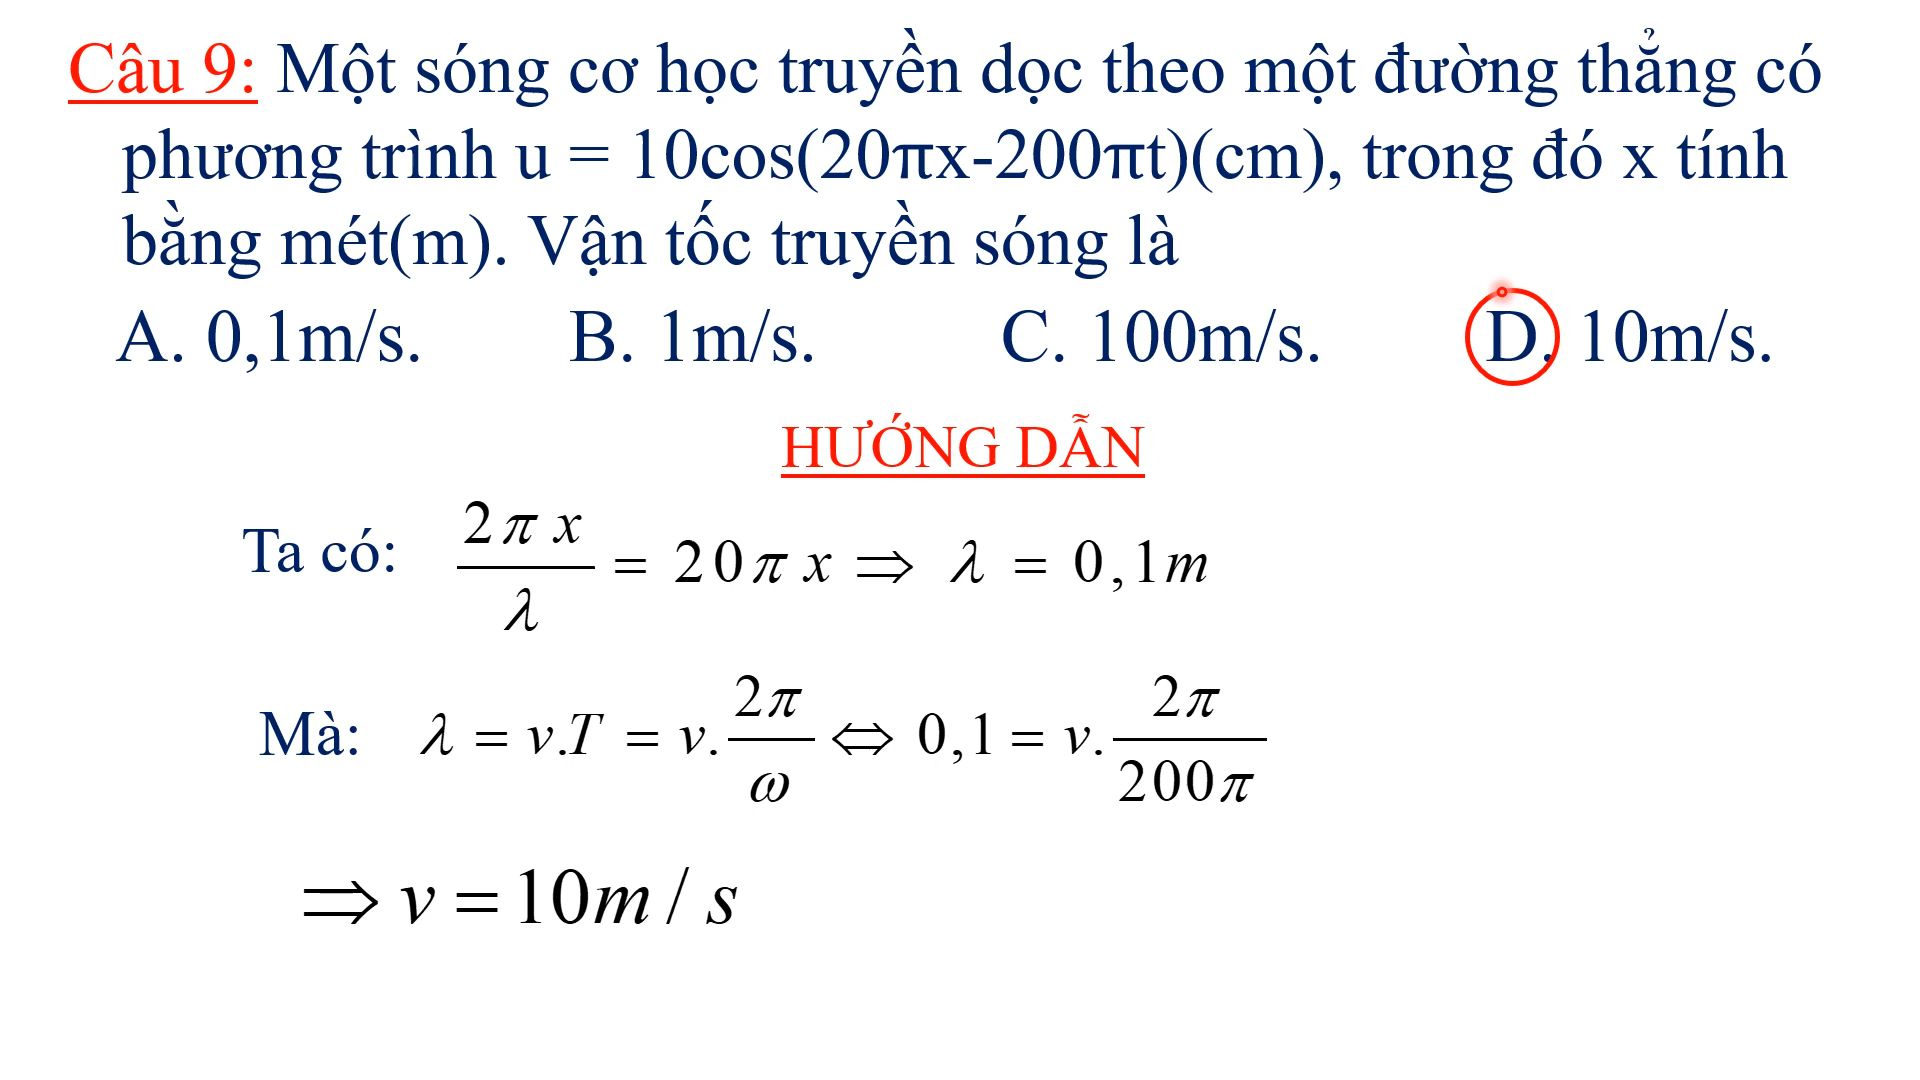 Câu 9: Một sóng cơ học truyền dọc theo một đường thẳng có
phương trình u = 10cos(20πx-200πt)(cm), trong đó x tính
bằng mét(m). Vận tốc truyền sóng là
A. 0,1m/s. B. 1m/s. C. 100m/s. D. 10m/s.
HƯỚNG DẪN
Ta có: 2πx/λ = 20πx ⇒ λ = 0,1m
Mà: λ = v.T = v.2π/ω ⇔ 0,1 = v.2π/200π
⇒ v = 10m / s